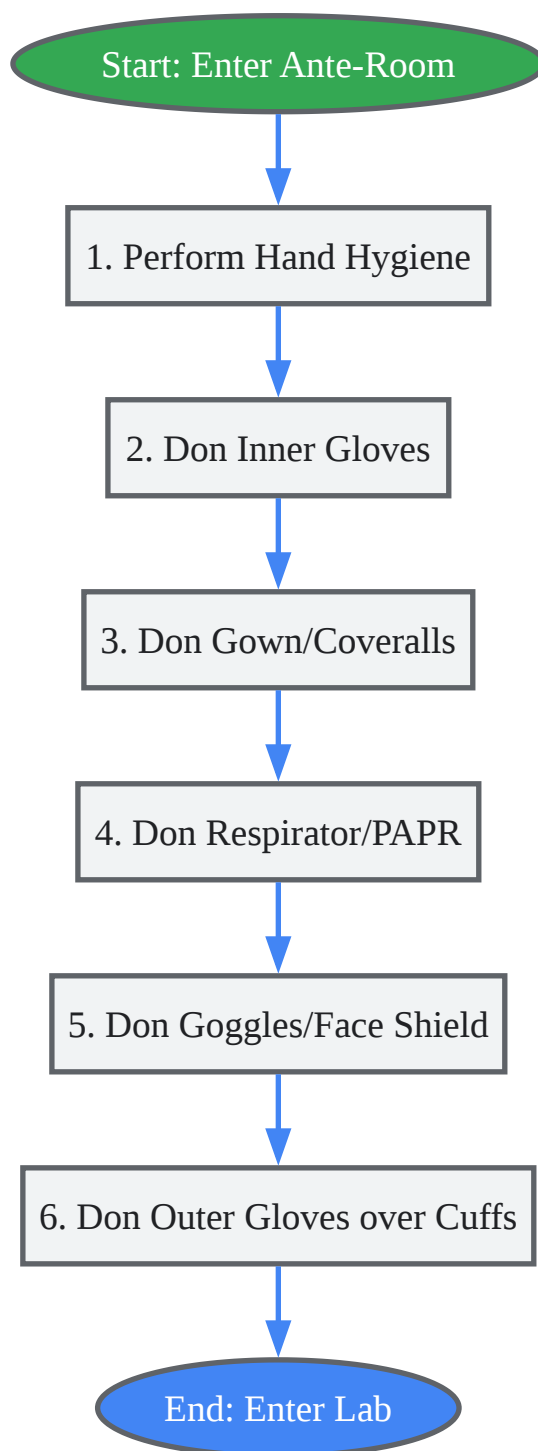 Start: Enter Ante-Room
1. Perform Hand Hygiene
2. Don Inner Gloves
3. Don Gown/Coveralls
4. Don Respirator/PAPR
5. Don Goggles/Face Shield
6. Don Outer Gloves over Cuffs
End: Enter Lab